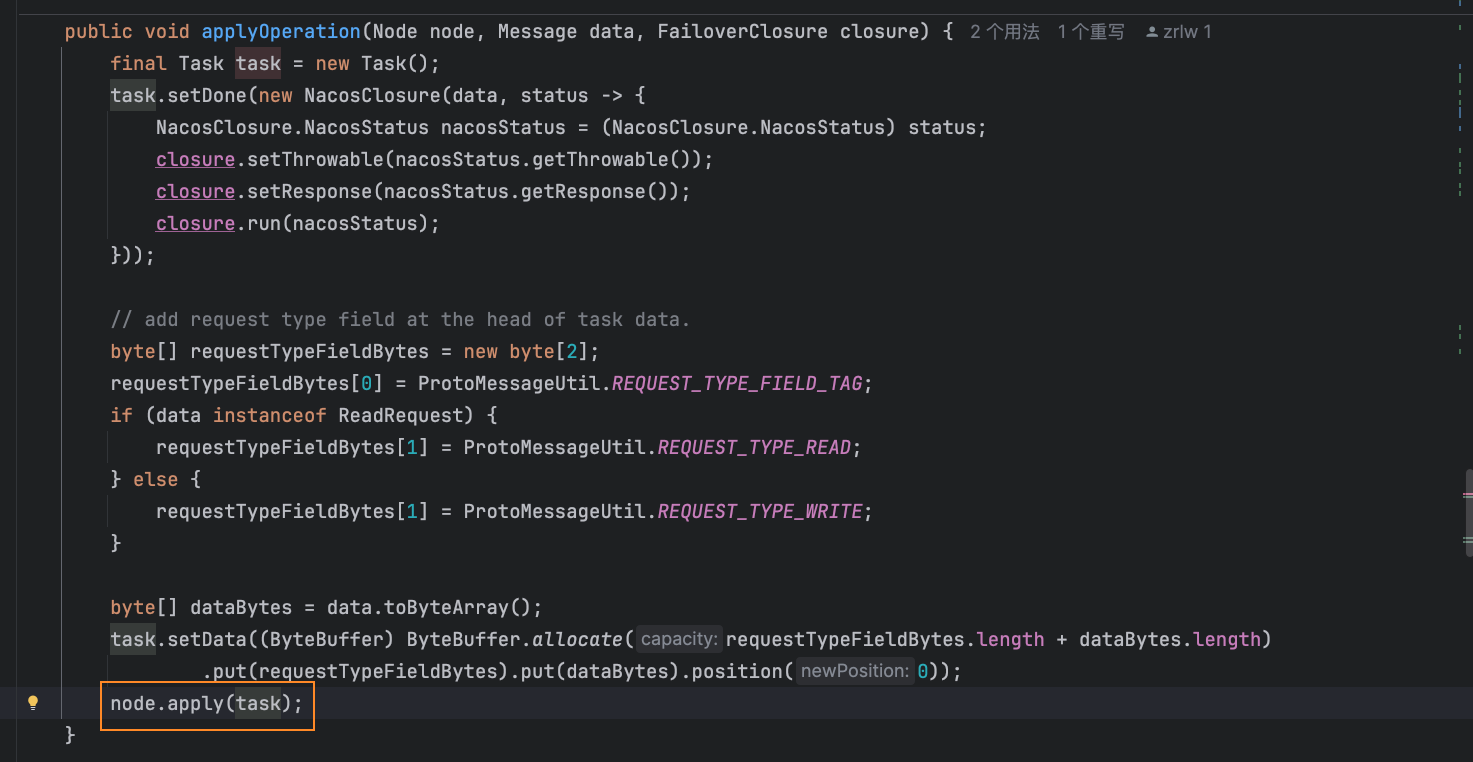 public void applyOperation(Node node, Message data, FailoverClosure closure) { 2 个用法 1 个重写 zrlw 1
final Task task = new Task();
task.setDone(new NacosClosure(data, status -> {
NacosClosure.NacosStatus nacosStatus = (NacosClosure.NacosStatus) status;
closure.setThrowable(nacosStatus.getThrowable());
closure.setResponse(nacosStatus.getResponse());
closure.run(nacosStatus);
}));
// add request type field at the head of task data.
byte[] requestTypeFieldBytes = new byte[2];
requestTypeFieldBytes[0] = ProtoMessageUtil.REQUEST_TYPE_FIELD_TAG;
if (data instanceof ReadRequest) {
requestTypeFieldBytes[1] = ProtoMessageUtil.REQUEST_TYPE_READ;
} else {
requestTypeFieldBytes[1] = ProtoMessageUtil.REQUEST_TYPE_WRITE;
}
byte[] dataBytes = data.toByteArray();
task.setData((ByteBuffer) ByteBuffer.allocate( capacity: requestTypeFieldBytes.length + dataBytes.length)
.put(requestTypeFieldBytes).put(dataBytes).position( newPosition: 0));
node.apply(task);
}